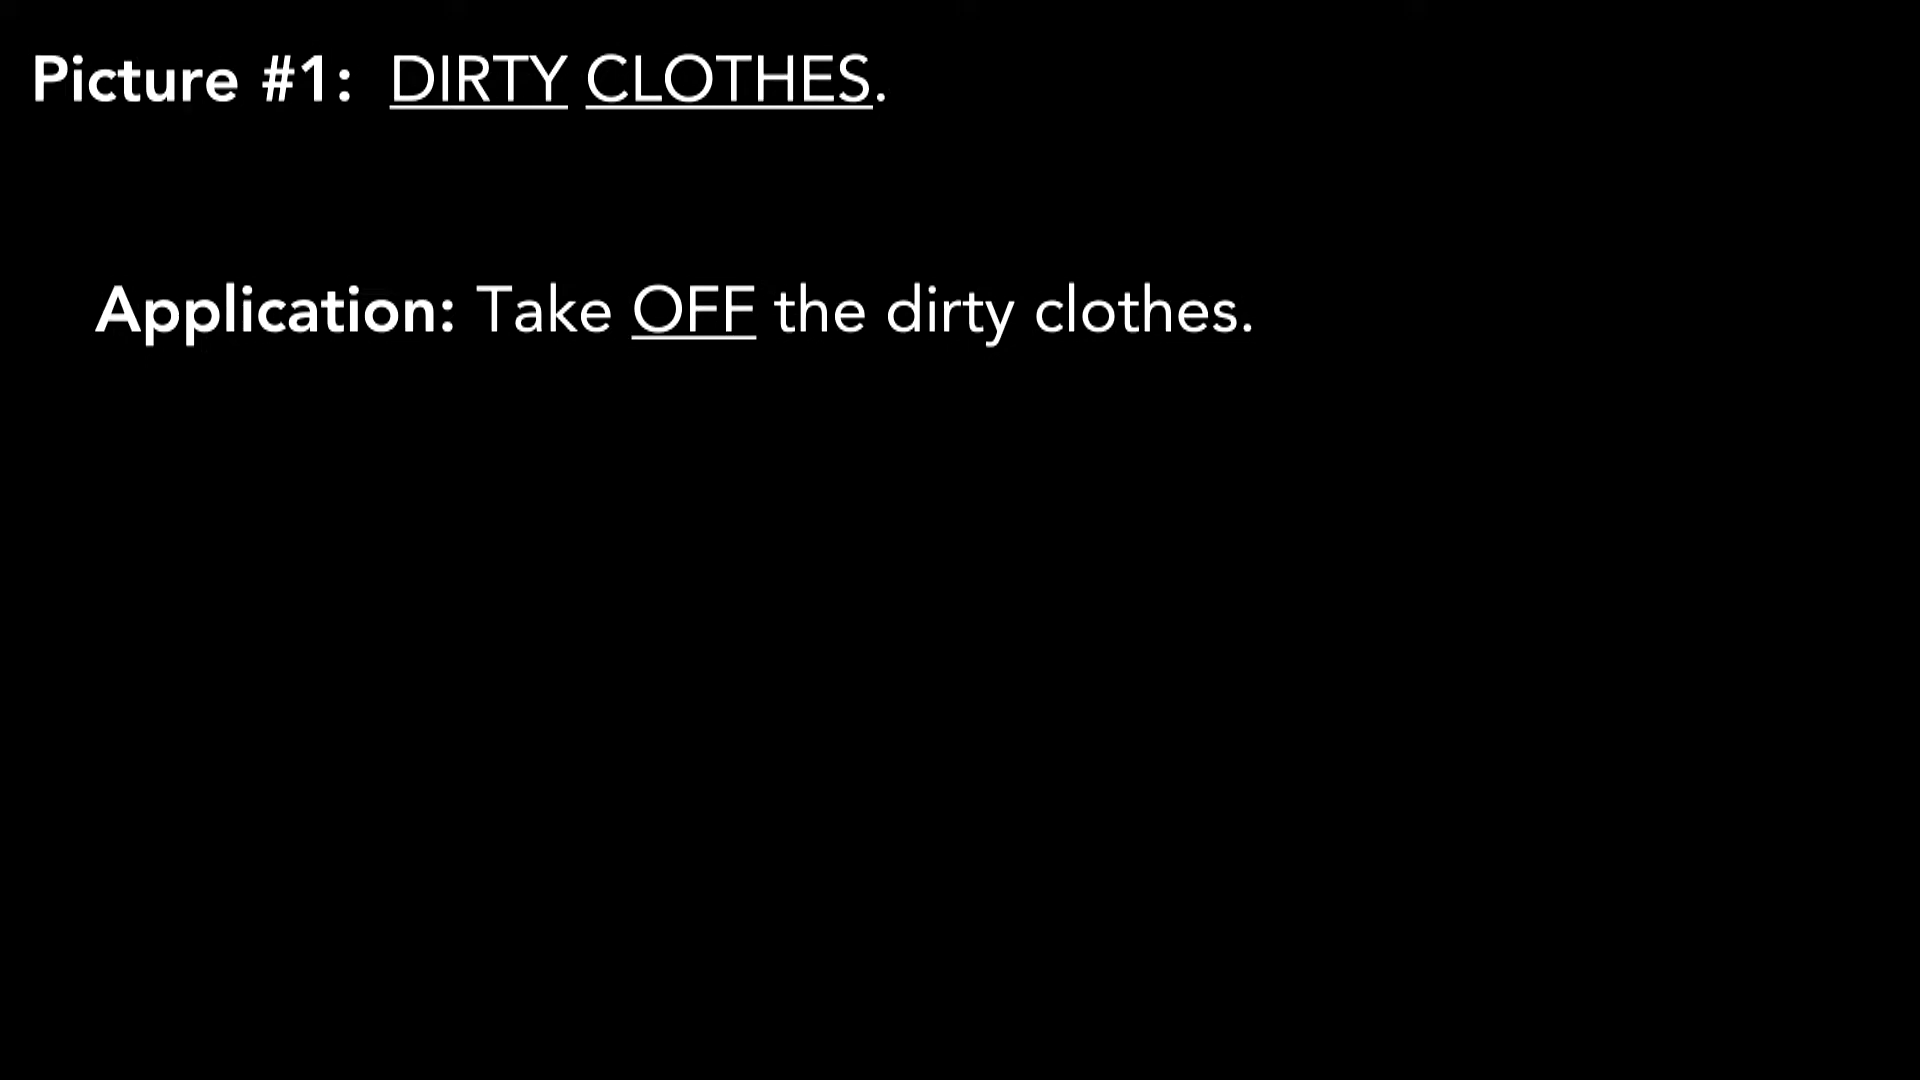 Picture #1: DIRTY CLOTHES.
Application: Take OFF the dirty clothes.